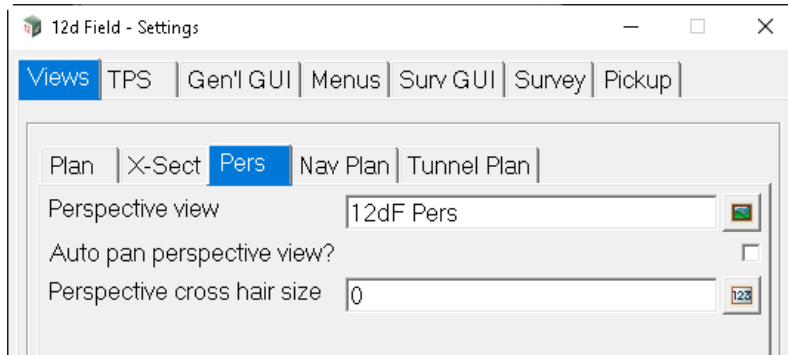 12d Field - Settings
Views TPS Gen'l GUI Menus Surv GUI Survey Pickup
Plan X-Sect Pers Nav Plan Tunnel Plan
Perspective view 12dF Pers
Auto pan perspective view?
Perspective cross hair size 0 123